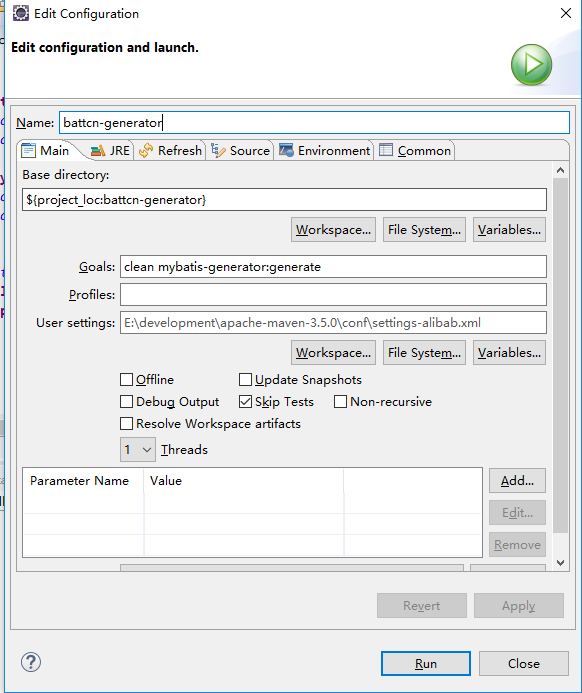 Edit Configuration
Edit configuration and launch.
Name: battcn-generator
Main JRE Refresh Source Environment Common
Base directory:
${project_loc:battcn-generator}
Workspace... File System... Variables...
Goals: clean mybatis-generator:generate
Profiles:
User settings: E:\development\apache-maven-3.5.0\conf\settings-alibab.xml
Workspace... File System... Variables...
Offline Update Snapshots
Debug Output Skip Tests Non-recursive
Resolve Workspace artifacts
1 Threads
Parameter Name Value Add...
Edit...
Remove
Revert Apply
? Run Close